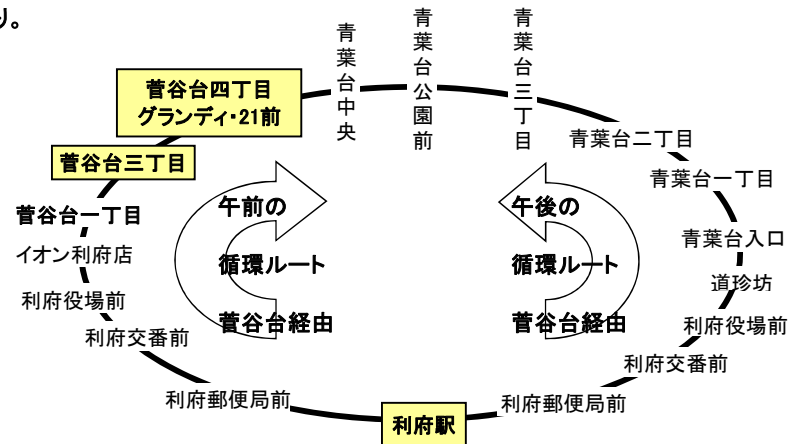 り。
青葉台中央
青葉台公園前
青葉台三丁目
菅谷台四丁目
グランディ・21前
青葉台二丁目
菅谷台三丁目
青葉台一丁目
菅谷台一丁目
午前の
午後の
イオン利府店
青葉台入口
循環ルート
循環ルート
道珍坊
利府役場前
利府役場前
菅谷台経由
菅谷台経由
利府交番前
利府交番前
利府郵便局前
利府郵便局前
利府駅